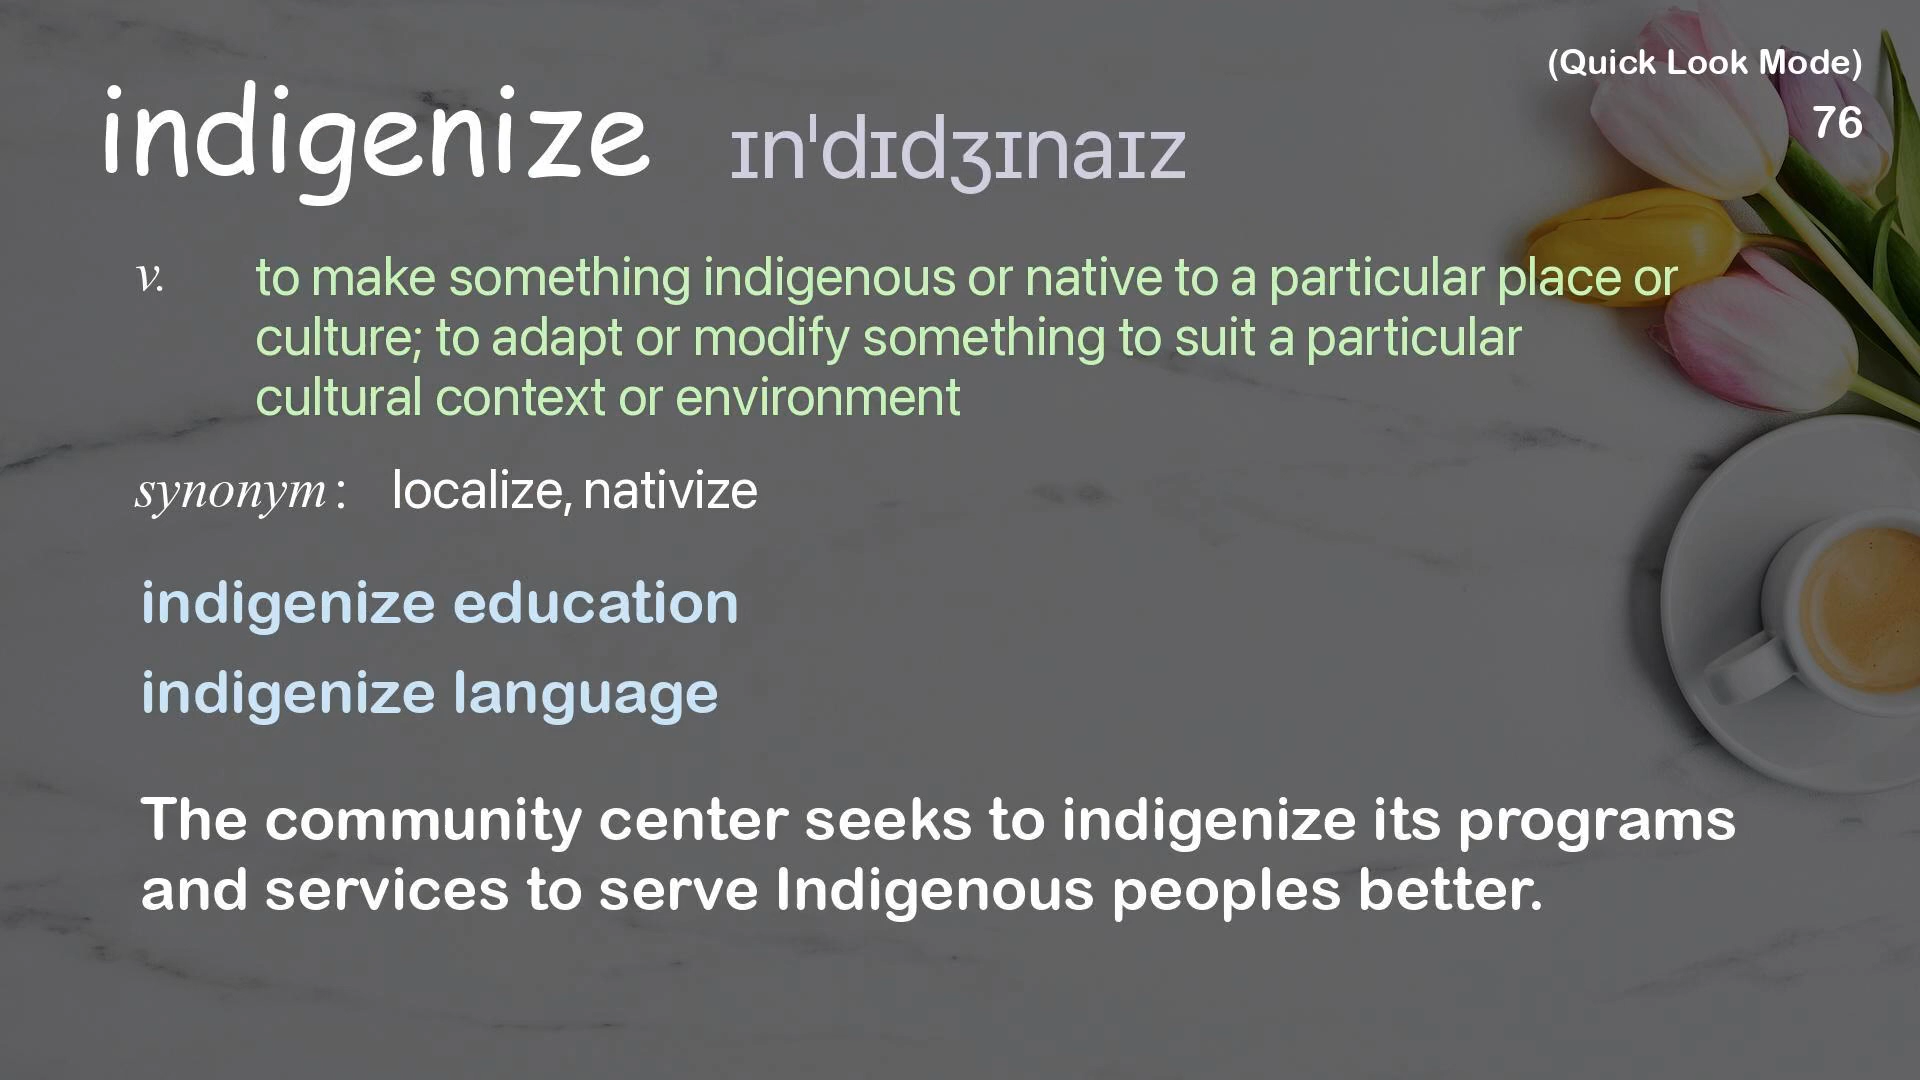 (Quick Look Mode)
76
indigenize ɪnˈdɪdʒɪnaɪz
v. to make something indigenous or native to a particular place or
culture; to adapt or modify something to suit a particular
cultural context or environment
synonym: localize, nativize
indigenize education
indigenize language
The community center seeks to indigenize its programs
and services to serve Indigenous peoples better.